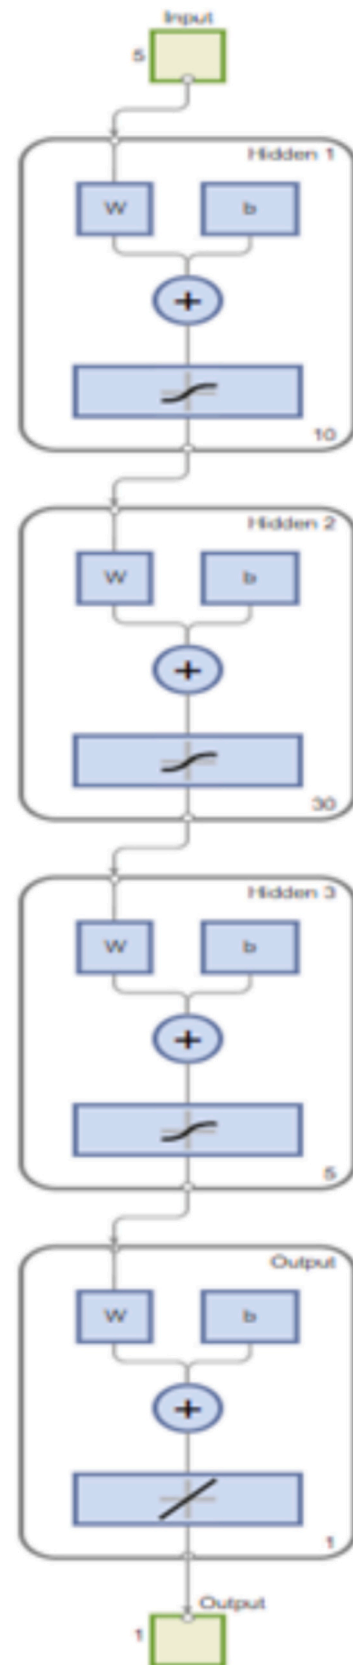 Input
5
Hidden 1
W b
+
10
Hidden 2
W b
+
30
Hidden 3
W b
+
5
Output
W b
+
1
Output
1